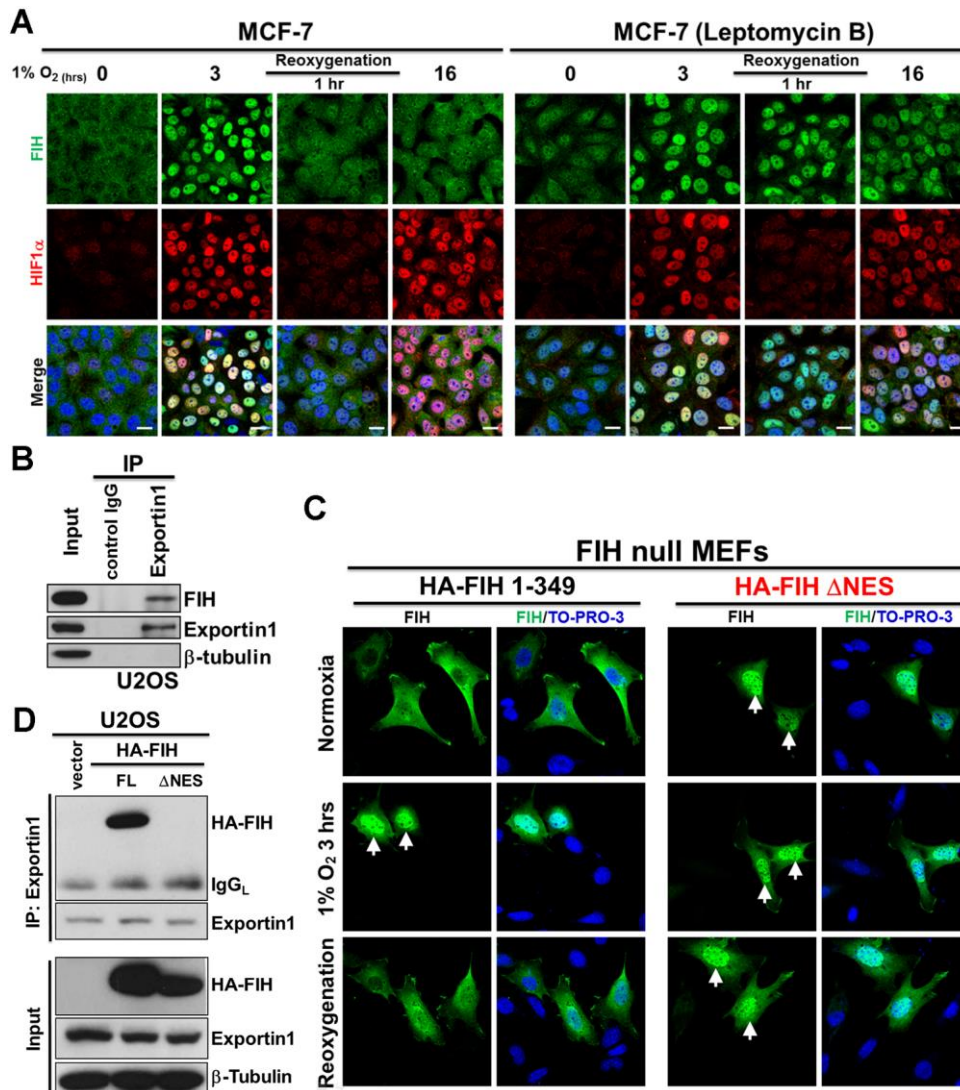 A
MCF-7
MCF-7 (Leptomycin B)
1% O2 (hrs) 0 3 Reoxygenation 1 hr 16 0 3 Reoxygenation 1 hr 16
FIH
HIF1α
Merge
B
IP
Input control IgG Exportin1
FIH
Exportin1
β-tubulin
U2OS
C
FIH null MEFs
HA-FIH 1-349 HA-FIH ΔNES
FIH FIH/TO-PRO-3 FIH FIH/TO-PRO-3
Normoxia
1% O2 3 hrs
Reoxygenation
D
U2OS
HA-FIH
vector FL ΔNES
IP: Exportin1
HA-FIH
IgGL
Exportin1
Input
HA-FIH
Exportin1
β-Tubulin